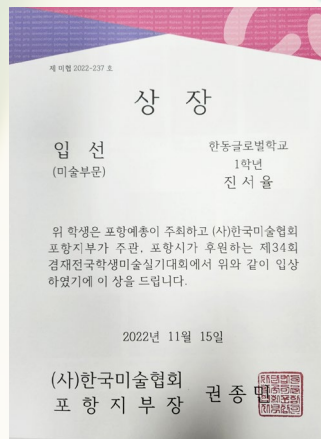 제 미협 2022-237 호
상 장
입 선
(미술부문)
한동글로벌학교
1학년
진 서 율
위 학생은 포항예총이 주최하고 (사)한국미술협회
포항지부가 주관, 포항시가 후원하는 제34회
겸재전국학생미술실기대회에서 위와 같이 입상
하였기에 이 상을 드립니다.
2022년 11월 15일
(사)한국미술협회
포 항 지 부 장 권 종 민